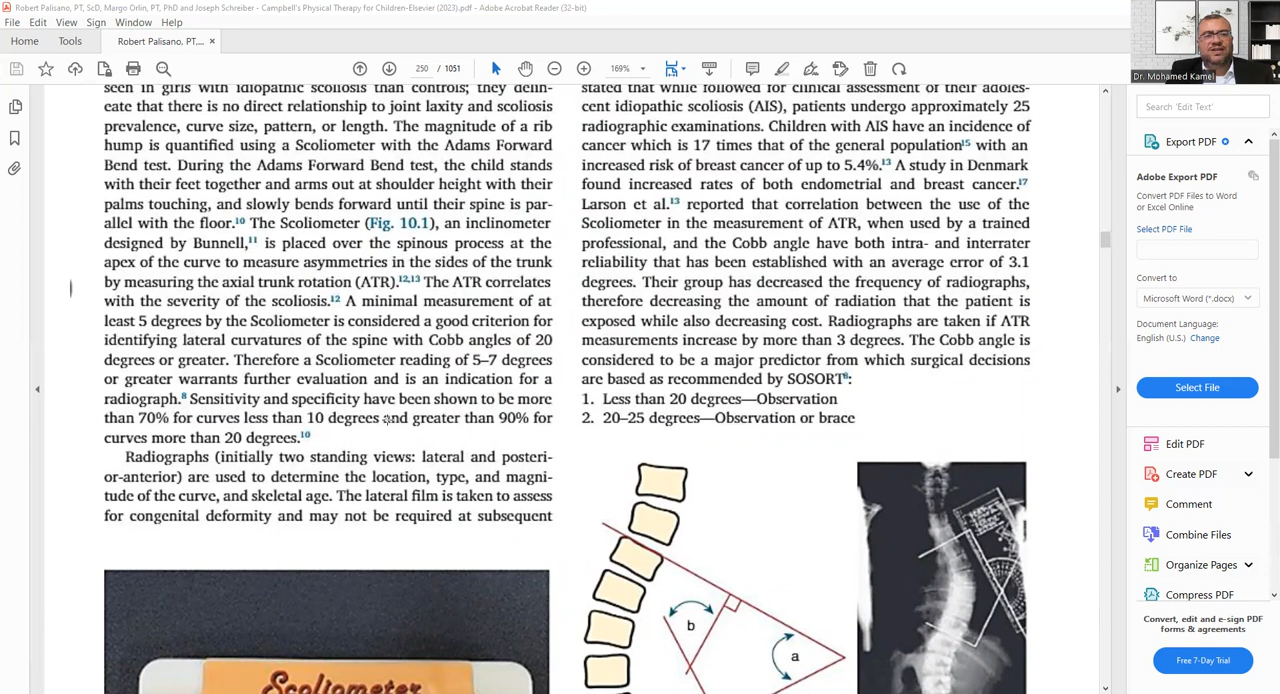 Robert Palisano, PT, ScD, Margo Orlin, PT, PhD and Joseph Schreiber - Campbell's Physical Therapy for Children-Elsevier (2023).pdf - Adobe Acrobat Reader (32-bit)
File Edit View Sign Window Help
Home Tools Robert Palisano, PT,... ×
250 / 1051 169%
Dr. Mohamed Kamel
seen in girls with idiopathic scoliosis than controls; they delin-
eate that there is no direct relationship to joint laxity and scoliosis
prevalence, curve size, pattern, or length. The magnitude of a rib
hump is quantified using a Scoliometer with the Adams Forward
Bend test. During the Adams Forward Bend test, the child stands
with their feet together and arms out at shoulder height with their
palms touching, and slowly bends forward until their spine is par-
allel with the floor.10 The Scoliometer (Fig. 10.1), an inclinometer
designed by Bunnell,11 is placed over the spinous process at the
apex of the curve to measure asymmetries in the sides of the trunk
by measuring the axial trunk rotation (ATR).12,13 The ATR correlates
with the severity of the scoliosis.12 A minimal measurement of at
least 5 degrees by the Scoliometer is considered a good criterion for
identifying lateral curvatures of the spine with Cobb angles of 20
degrees or greater. Therefore a Scoliometer reading of 5–7 degrees
or greater warrants further evaluation and is an indication for a
radiograph.8 Sensitivity and specificity have been shown to be more
than 70% for curves less than 10 degrees and greater than 90% for
curves more than 20 degrees.10
Radiographs (initially two standing views: lateral and posteri-
or-anterior) are used to determine the location, type, and magni-
tude of the curve, and skeletal age. The lateral film is taken to assess
for congenital deformity and may not be required at subsequent
Scoliometer
stated that while followed for clinical assessment of their adoles-
cent idiopathic scoliosis (AIS), patients undergo approximately 25
radiographic examinations. Children with AIS have an incidence of
cancer which is 17 times that of the general population15 with an
increased risk of breast cancer of up to 5.4%.13 A study in Denmark
found increased rates of both endometrial and breast cancer.17
Larson et al.13 reported that correlation between the use of the
Scoliometer in the measurement of ATR, when used by a trained
professional, and the Cobb angle have both intra- and interrater
reliability that has been established with an average error of 3.1
degrees. Their group has decreased the frequency of radiographs,
therefore decreasing the amount of radiation that the patient is
exposed while also decreasing cost. Radiographs are taken if ATR
measurements increase by more than 3 degrees. The Cobb angle is
considered to be a major predictor from which surgical decisions
are based as recommended by SOSORT8:
1. Less than 20 degrees—Observation
2. 20–25 degrees—Observation or brace
b
a
Search 'Edit Text'
Export PDF
Adobe Export PDF
Convert PDF Files to Word
or Excel Online
Select PDF File
Convert to
Microsoft Word (*.docx)
Document Language:
English (U.S.) Change
Select File
Edit PDF
Create PDF
Comment
Combine Files
Organize Pages
Compress PDF
Convert, edit and e-sign PDF
forms & agreements
Free 7-Day Trial